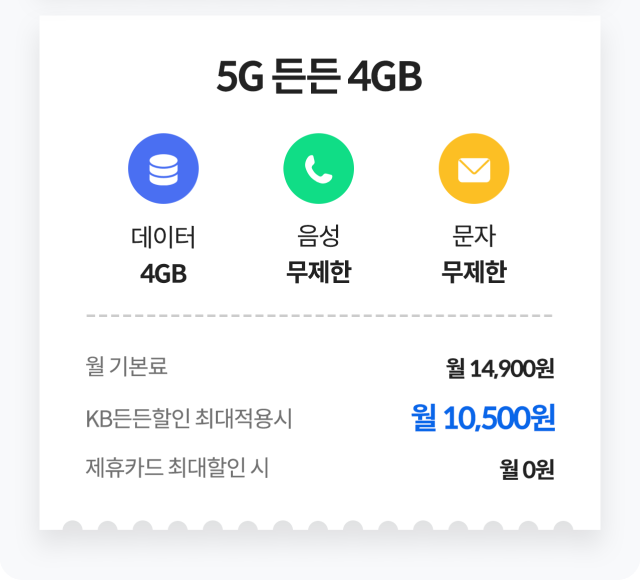 5G 든든 4GB
데이터 음성 문자
4GB 무제한 무제한
월 기본료 월 14,900원
KB든든할인 최대적용시 월 10,500원
제휴카드 최대할인 시 월 0원